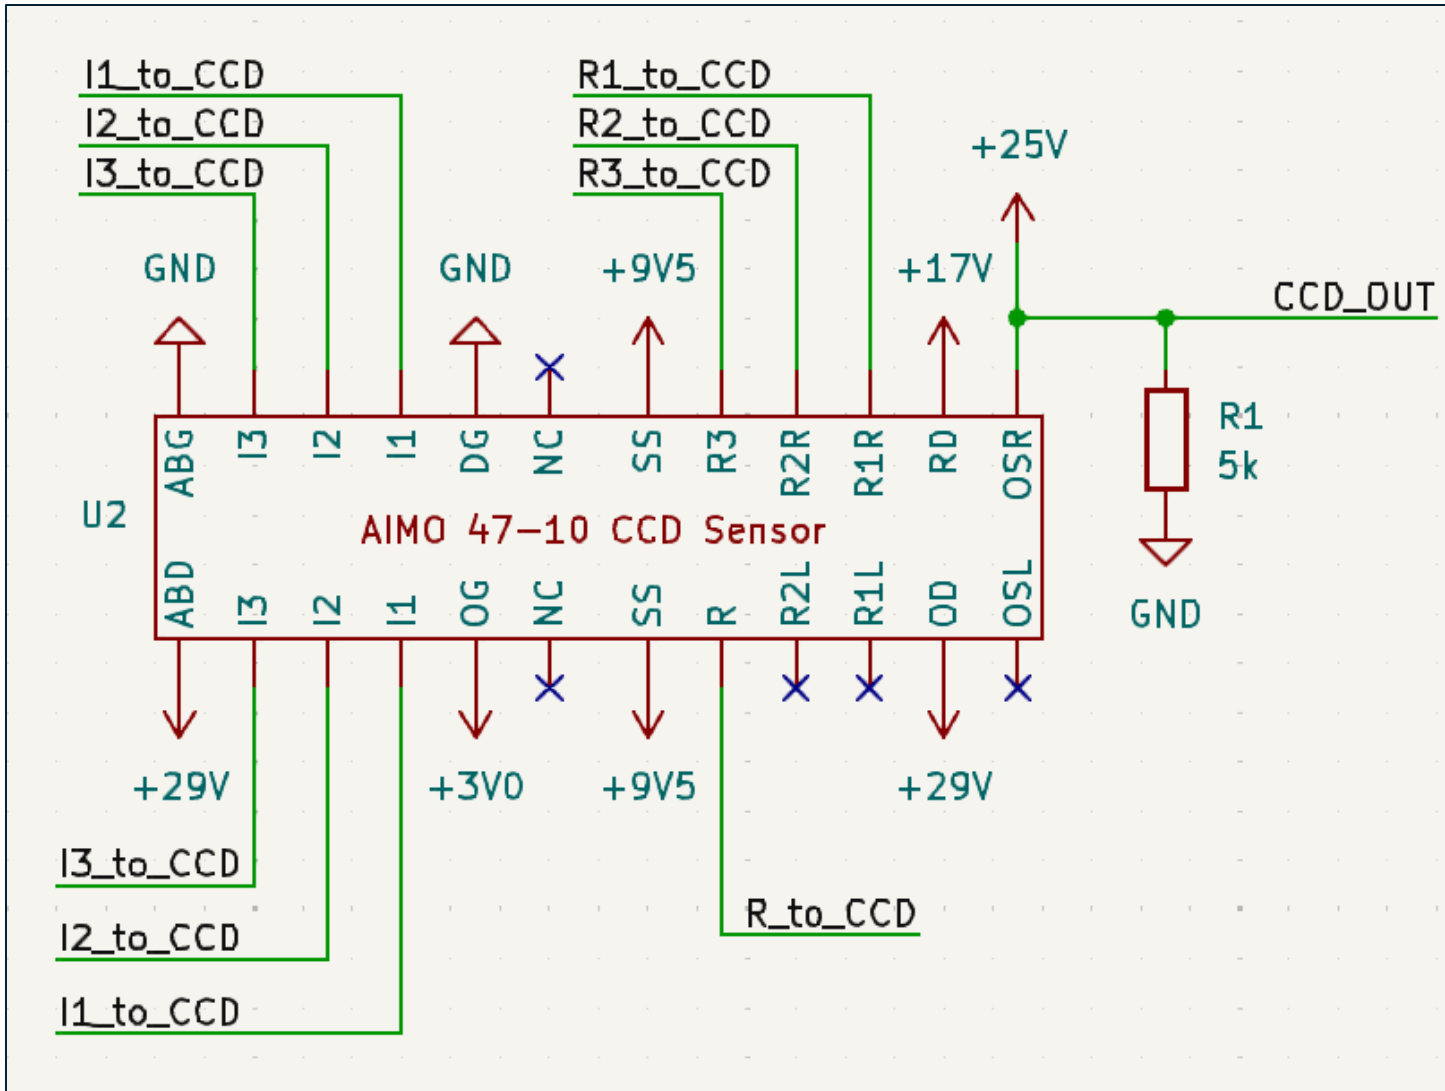 I1_to_CCD
R1_to_CCD
I2_to_CCD
R2_to_CCD
+25V
I3_to_CCD
R3_to_CCD
GND
GND
+9V5
+17V
CCD_OUT
ABG
I3
I2
I1
DG
NC
SS
R3
R2R
R1R
RD
OSR
R1
5k
U2
AIMO 47-10 CCD Sensor
ABD
I3
I2
I1
OG
NC
SS
R
R2L
R1L
OD
OSL
GND
+29V
+3V0
+9V5
+29V
I3_to_CCD
R_to_CCD
I2_to_CCD
I1_to_CCD